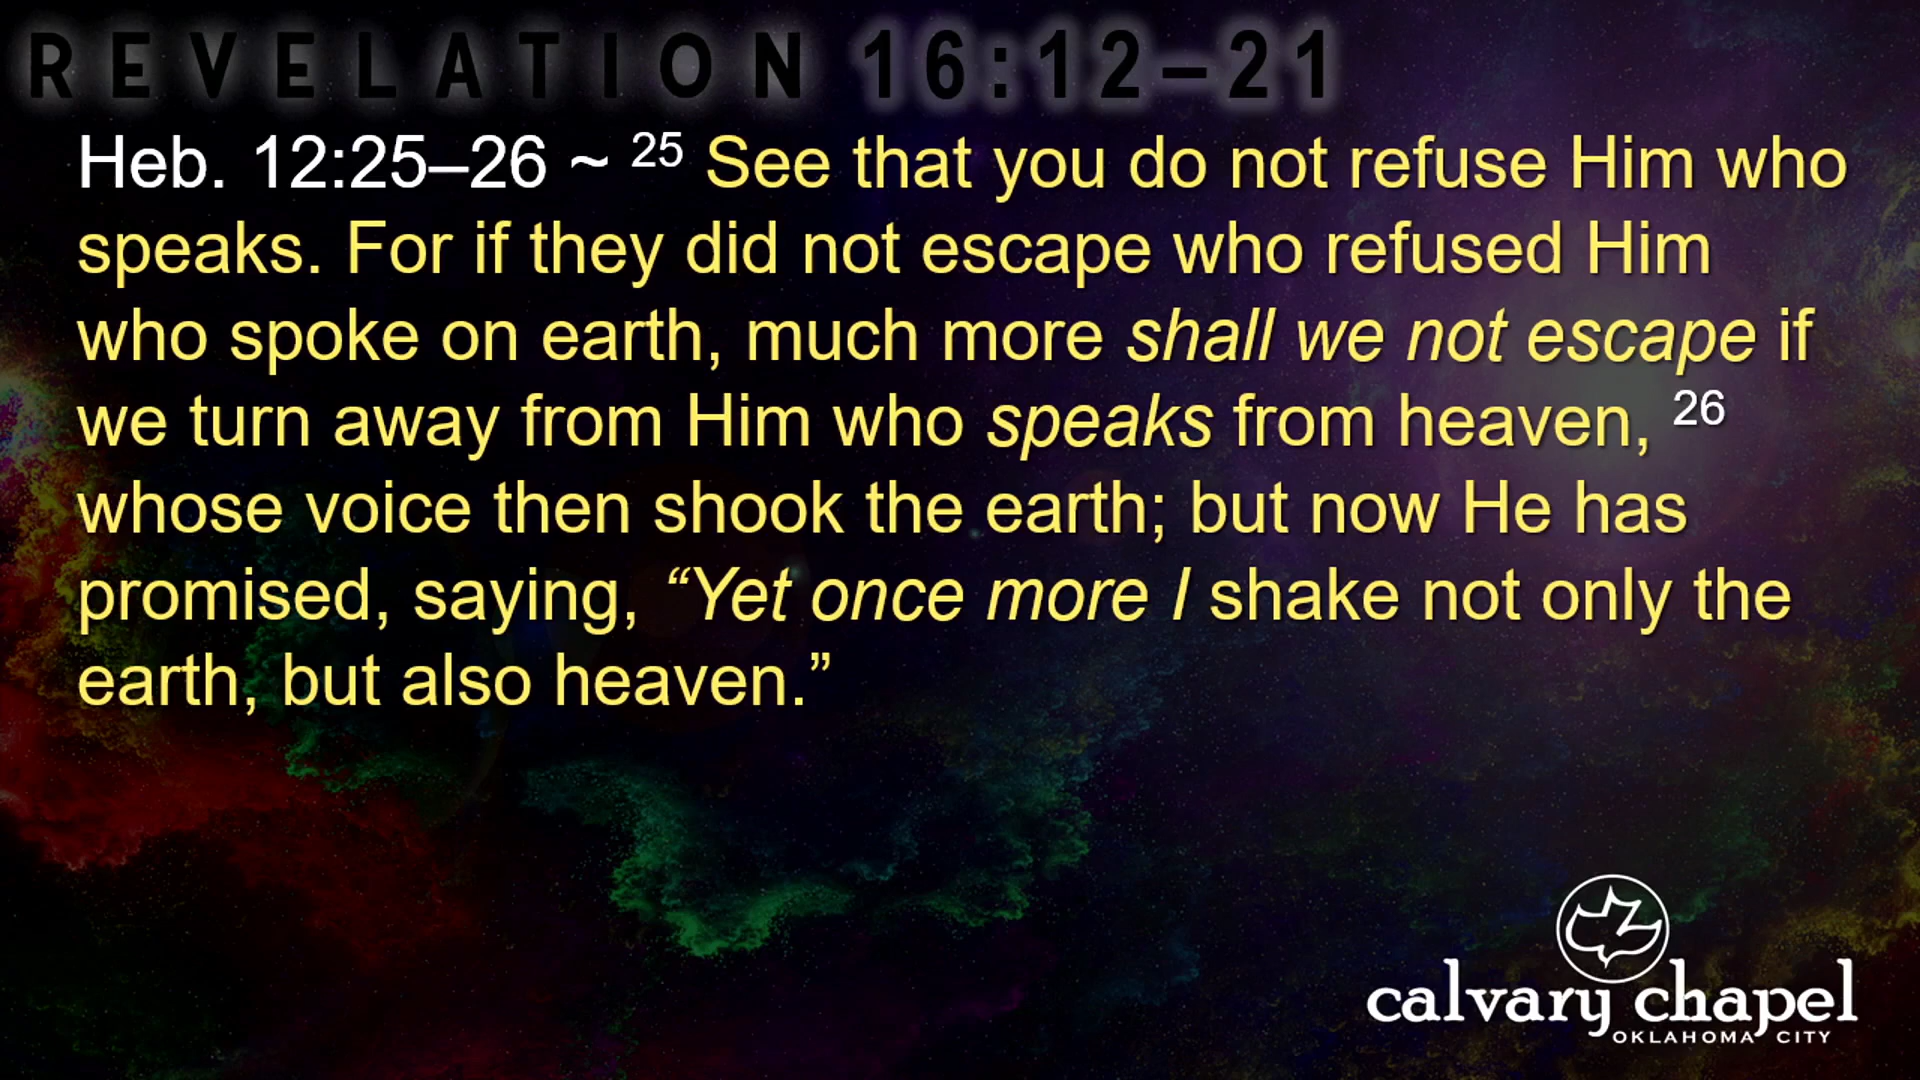 REVELATION 16:12–21
Heb. 12:25–26 ~ 25 See that you do not refuse Him who
speaks. For if they did not escape who refused Him
who spoke on earth, much more shall we not escape if
we turn away from Him who speaks from heaven, 26
whose voice then shook the earth; but now He has
promised, saying, “Yet once more I shake not only the
earth, but also heaven.”
calvary chapel
OKLAHOMA CITY